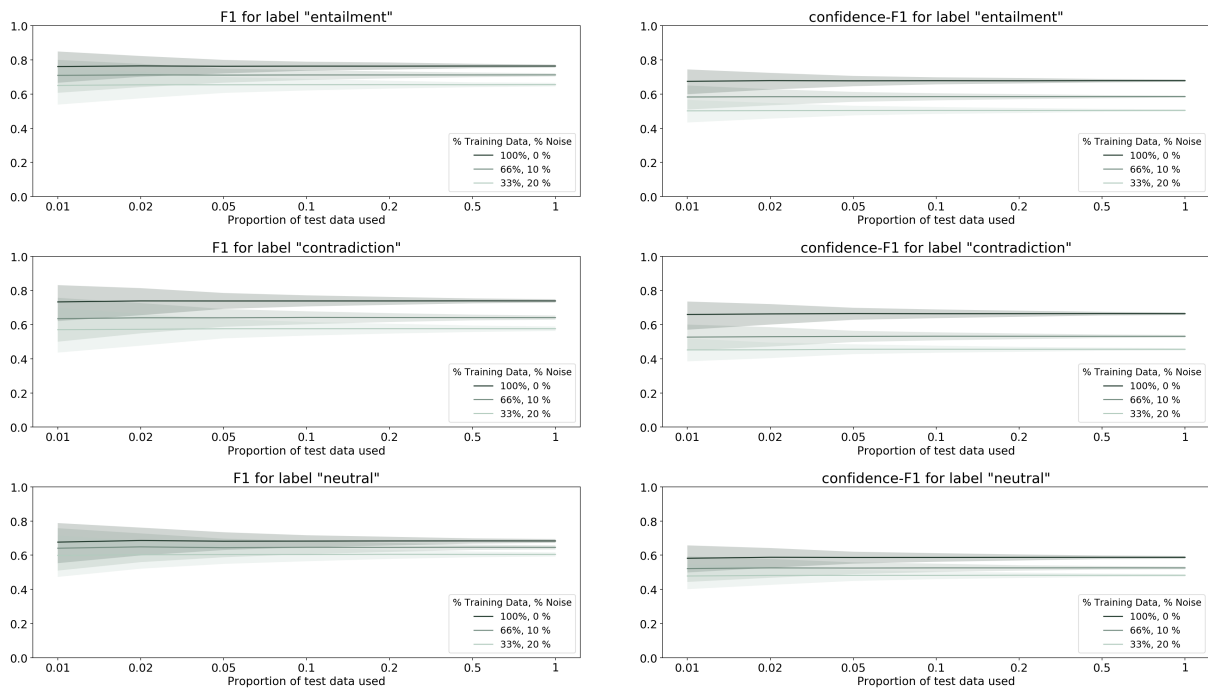 F1 for label "entailment"
1.0
0.8
0.6
0.4
0.2
0.0
% Training Data, % Noise
100%, 0 %
66%, 10 %
33%, 20 %
0.01 0.02 0.05 0.1 0.2 0.5 1
Proportion of test data used
confidence-F1 for label "entailment"
1.0
0.8
0.6
0.4
0.2
0.0
% Training Data, % Noise
100%, 0 %
66%, 10 %
33%, 20 %
0.01 0.02 0.05 0.1 0.2 0.5 1
Proportion of test data used
F1 for label "contradiction"
1.0
0.8
0.6
0.4
0.2
0.0
% Training Data, % Noise
100%, 0 %
66%, 10 %
33%, 20 %
0.01 0.02 0.05 0.1 0.2 0.5 1
Proportion of test data used
confidence-F1 for label "contradiction"
1.0
0.8
0.6
0.4
0.2
0.0
% Training Data, % Noise
100%, 0 %
66%, 10 %
33%, 20 %
0.01 0.02 0.05 0.1 0.2 0.5 1
Proportion of test data used
F1 for label "neutral"
1.0
0.8
0.6
0.4
0.2
0.0
% Training Data, % Noise
100%, 0 %
66%, 10 %
33%, 20 %
0.01 0.02 0.05 0.1 0.2 0.5 1
Proportion of test data used
confidence-F1 for label "neutral"
1.0
0.8
0.6
0.4
0.2
0.0
% Training Data, % Noise
100%, 0 %
66%, 10 %
33%, 20 %
0.01 0.02 0.05 0.1 0.2 0.5 1
Proportion of test data used